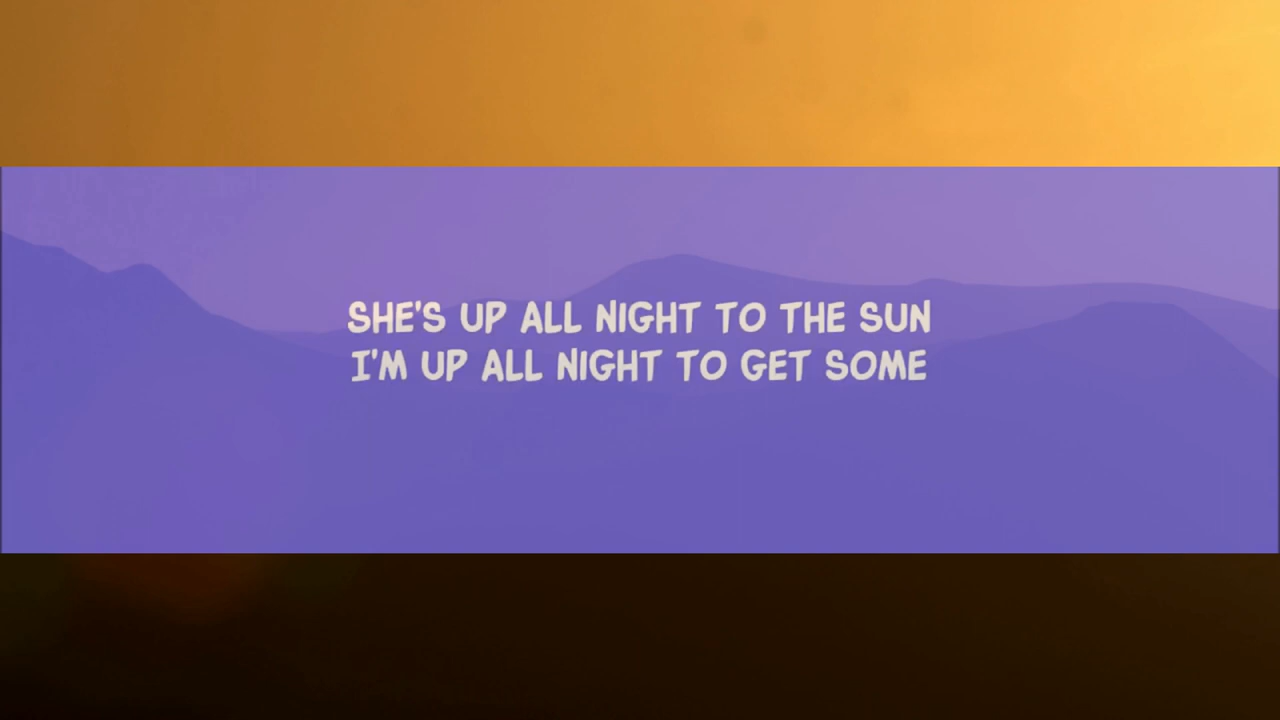 SHE'S UP ALL NIGHT TO THE SUN
I'M UP ALL NIGHT TO GET SOME